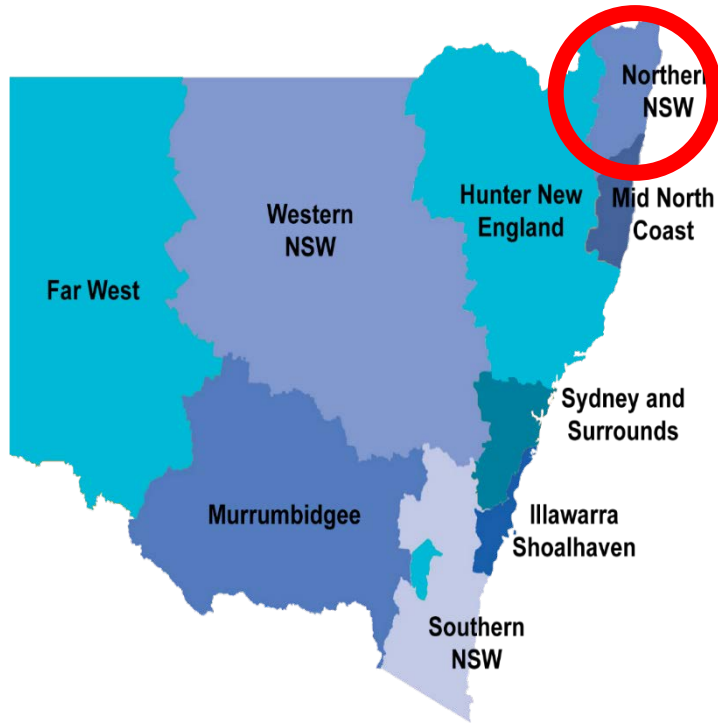 Northern
NSW
Mid North
Coast
Hunter New
England
Western
NSW
Far West
Sydney and
Surrounds
Murrumbidgee
Illawarra
Shoalhaven
Southern
NSW